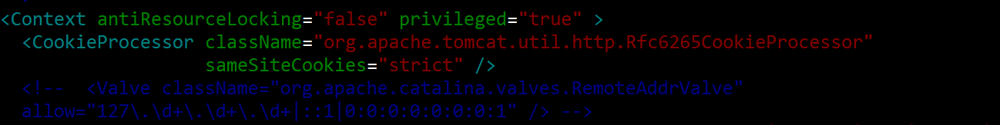 <Context antiResourceLocking="false" privileged="true" >
<CookieProcessor className="org.apache.tomcat.util.http.Rfc6265CookieProcessor"
sameSiteCookies="strict" />
<!-- <Valve className="org.apache.catalina.valves.RemoteAddrValve"
allow="127\.\d+\.\d+\.\d+|::1|0:0:0:0:0:0:0:1" /> -->